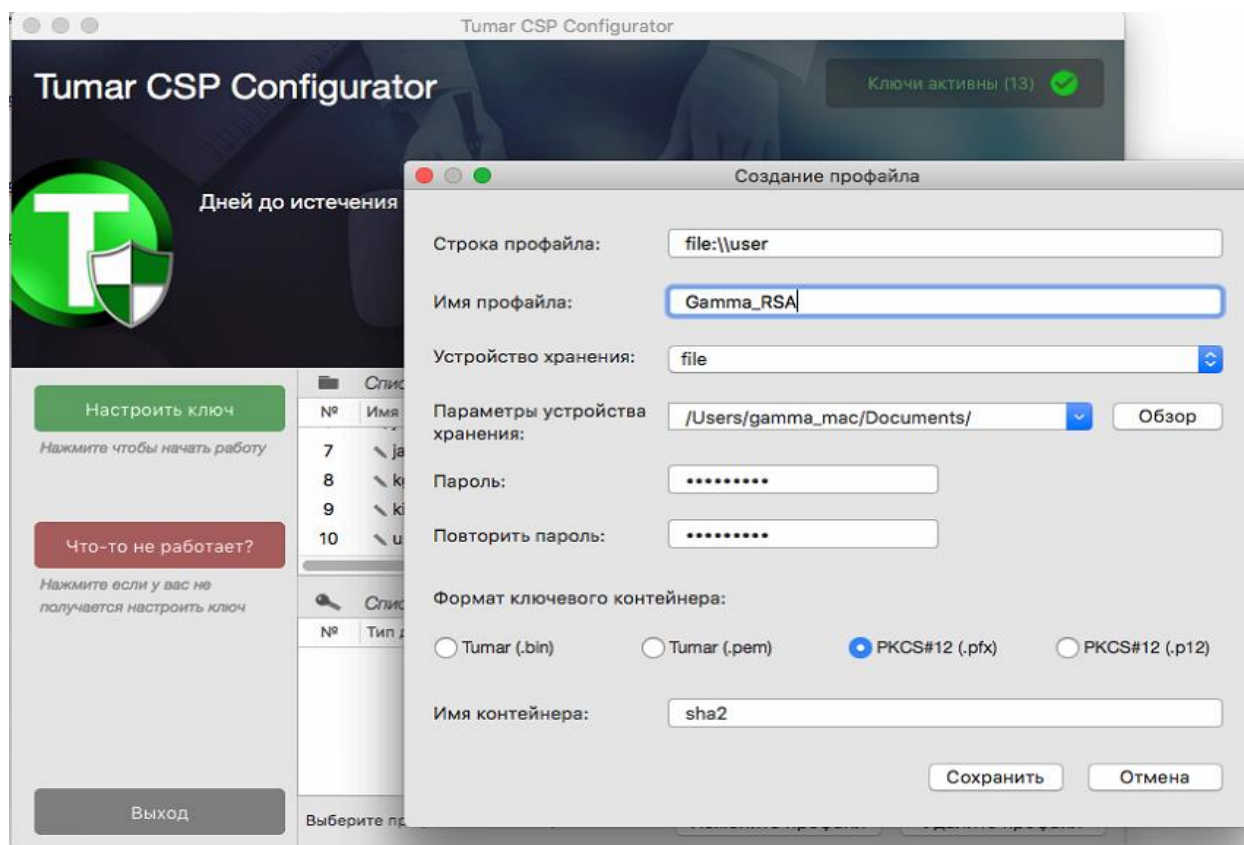 Tumar CSP Configurator
Tumar CSP Configurator
Ключи активны (13)
Дней до истечения
Настроить ключ
Нажмите чтобы начать работу
Что-то не работает?
Нажмите если у вас не
получается настроить ключ
Выход
№ Имя
7
8
9
10
№ Тип
Выберите
Создание профайла
Строка профайла: file:\\user
Имя профайла: Gamma_RSA
Устройство хранения: file
Параметры устройства
хранения: /Users/gamma_mac/Documents/ Обзор
Пароль: •••••••••
Повторить пароль: •••••••••
Формат ключевого контейнера:
Tumar (.bin) Tumar (.pem) PKCS#12 (.pfx) PKCS#12 (.p12)
Имя контейнера: sha2
Сохранить Отмена